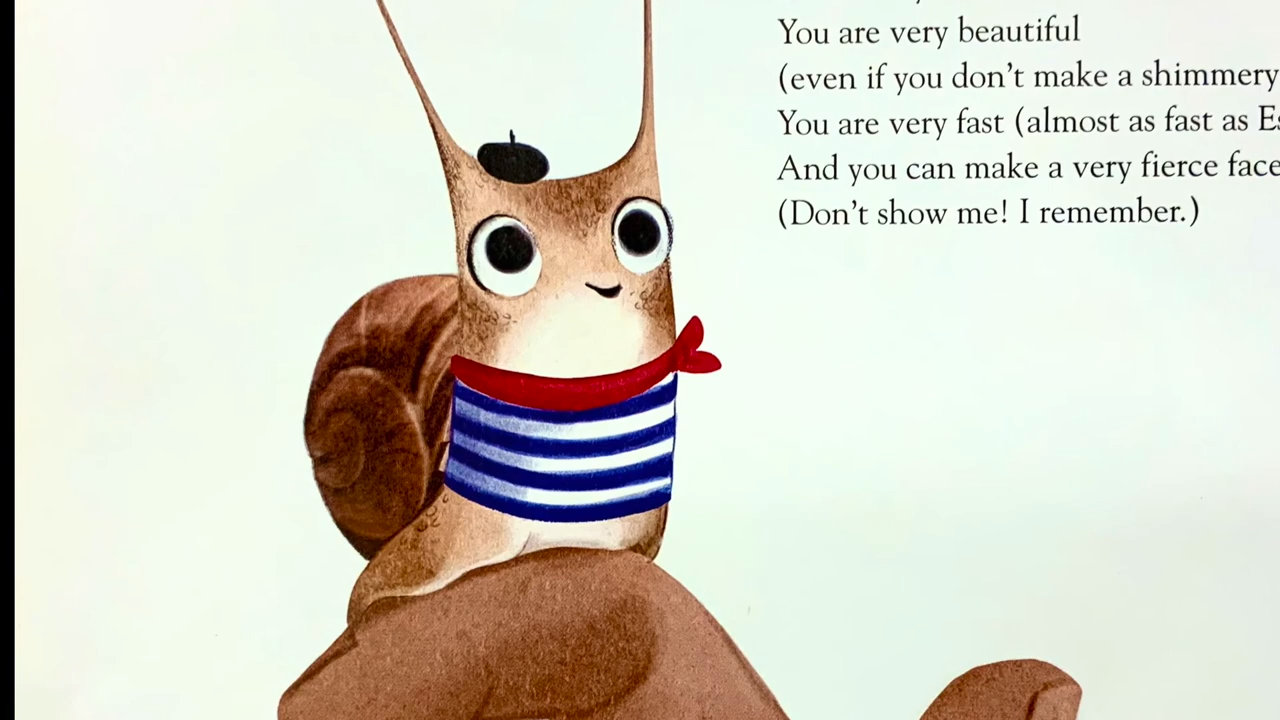 You are very beautiful
(even if you don't make a shimmery
You are very fast (almost as fast as
And you can make a very fierce face
(Don't show me! I remember.)